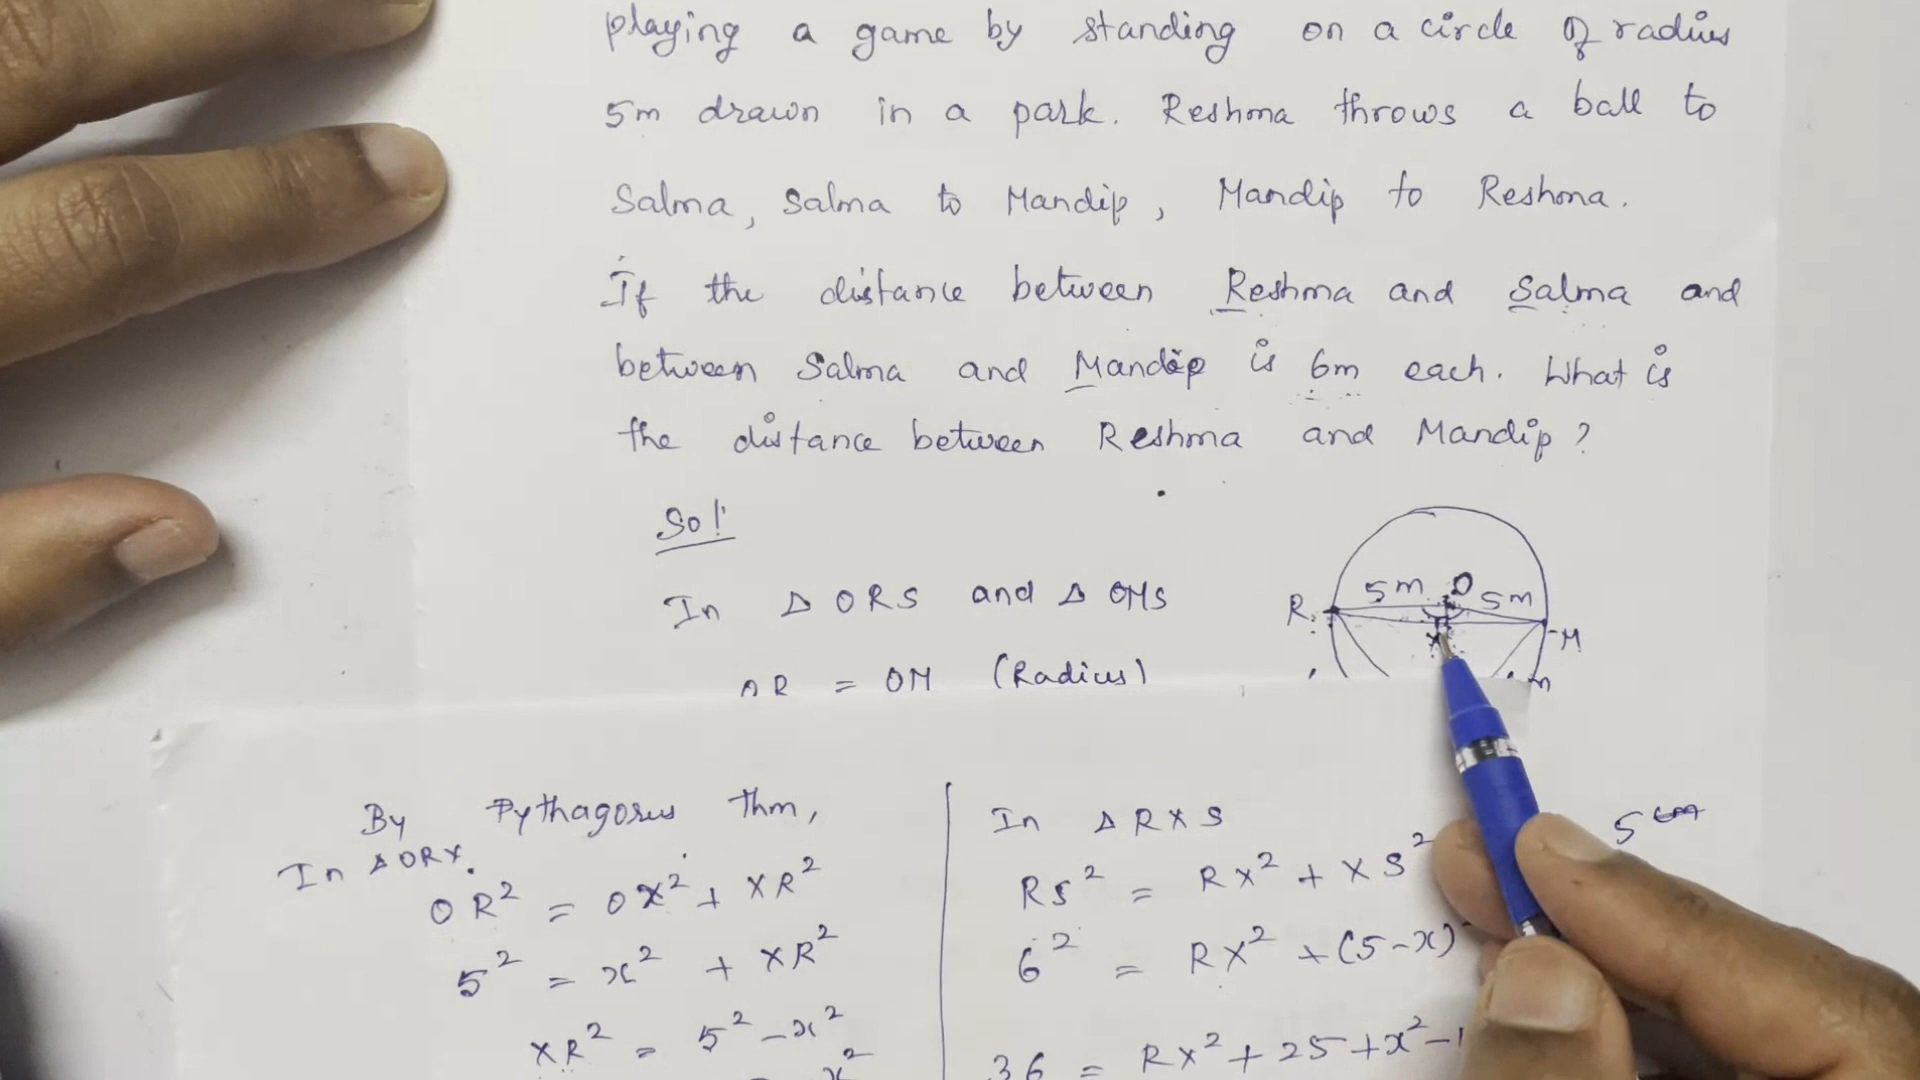 playing a game by standing on a circle of radius
5m drawn in a park. Reshma throws a ball to
Salma, Salma to Mandip, Mandip to Reshma.
If the distance between Reshma and Salma and
between Salma and Mandip is 6m each. What is
the distance between Reshma and Mandip?
Sol:
In Δ ORS and Δ OMS
OR = OM (Radius)
5m O 5m
R
M
X
m
By Pythagorus thm,
In Δ ORX.
OR² = OX² + XR²
5² = x² + XR²
XR² = 5² - x²
x²
In Δ RXS
RS² = RX² + XS²
6² = RX² + (5-x)
36 = RX² + 25 + x² -
5